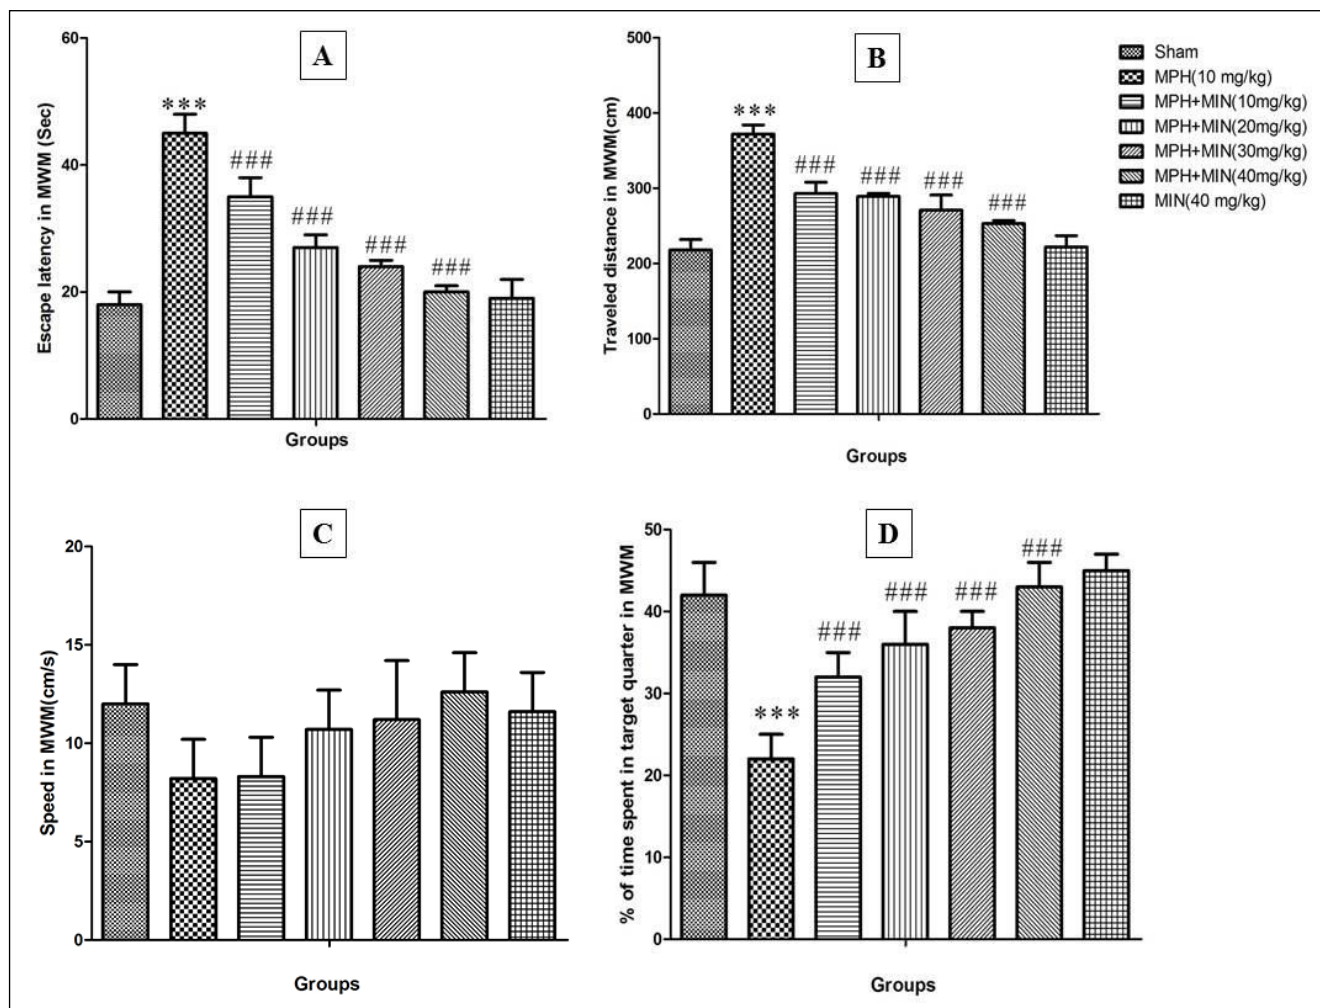 A
Escape latency in MWM (Sec)
60
40
20
0
***
###
###
###
###
Groups
B
Traveled distance in MWM(cm)
500
400
300
200
100
0
***
###
###
###
###
Groups
Sham
MPH(10 mg/kg)
MPH+MIN(10mg/kg)
MPH+MIN(20mg/kg)
MPH+MIN(30mg/kg)
MPH+MIN(40mg/kg)
MIN(40 mg/kg)
C
Speed in MWM(cm/s)
20
15
10
5
0
Groups
D
% of time spent in target quarter in MWM
50
40
30
20
10
0
***
###
###
###
###
Groups